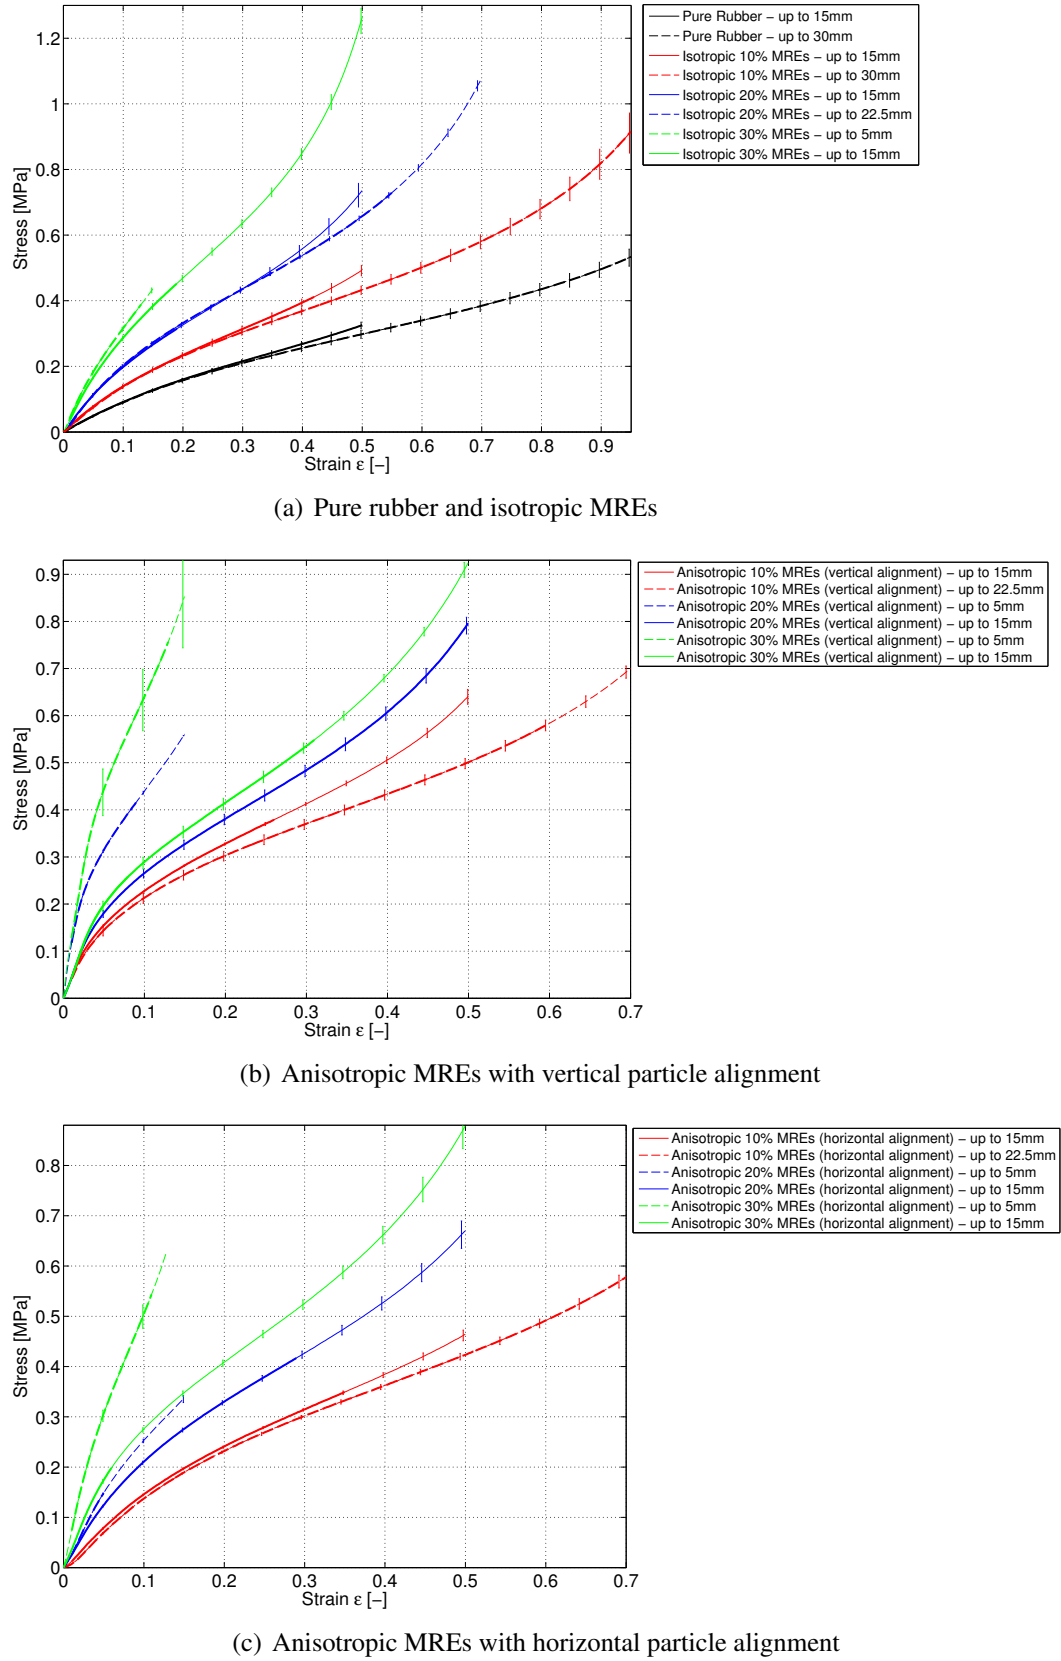 Pure Rubber – up to 15mm
Pure Rubber – up to 30mm
Isotropic 10% MREs – up to 15mm
Isotropic 10% MREs – up to 30mm
Isotropic 20% MREs – up to 15mm
Isotropic 20% MREs – up to 22.5mm
Isotropic 30% MREs – up to 5mm
Isotropic 30% MREs – up to 15mm
Stress [MPa]
1.2
1
0.8
0.6
0.4
0.2
0
0 0.1 0.2 0.3 0.4 0.5 0.6 0.7 0.8 0.9
Strain ε [–]
(a) Pure rubber and isotropic MREs
Anisotropic 10% MREs (vertical alignment) – up to 15mm
Anisotropic 10% MREs (vertical alignment) – up to 22.5mm
Anisotropic 20% MREs (vertical alignment) – up to 5mm
Anisotropic 20% MREs (vertical alignment) – up to 15mm
Anisotropic 30% MREs (vertical alignment) – up to 5mm
Anisotropic 30% MREs (vertical alignment) – up to 15mm
Stress [MPa]
0.9
0.8
0.7
0.6
0.5
0.4
0.3
0.2
0.1
0
0 0.1 0.2 0.3 0.4 0.5 0.6 0.7
Strain ε [–]
(b) Anisotropic MREs with vertical particle alignment
Anisotropic 10% MREs (horizontal alignment) – up to 15mm
Anisotropic 10% MREs (horizontal alignment) – up to 22.5mm
Anisotropic 20% MREs (horizontal alignment) – up to 5mm
Anisotropic 20% MREs (horizontal alignment) – up to 15mm
Anisotropic 30% MREs (horizontal alignment) – up to 5mm
Anisotropic 30% MREs (horizontal alignment) – up to 15mm
Stress [MPa]
0.8
0.7
0.6
0.5
0.4
0.3
0.2
0.1
0
0 0.1 0.2 0.3 0.4 0.5 0.6 0.7
Strain ε [–]
(c) Anisotropic MREs with horizontal particle alignment